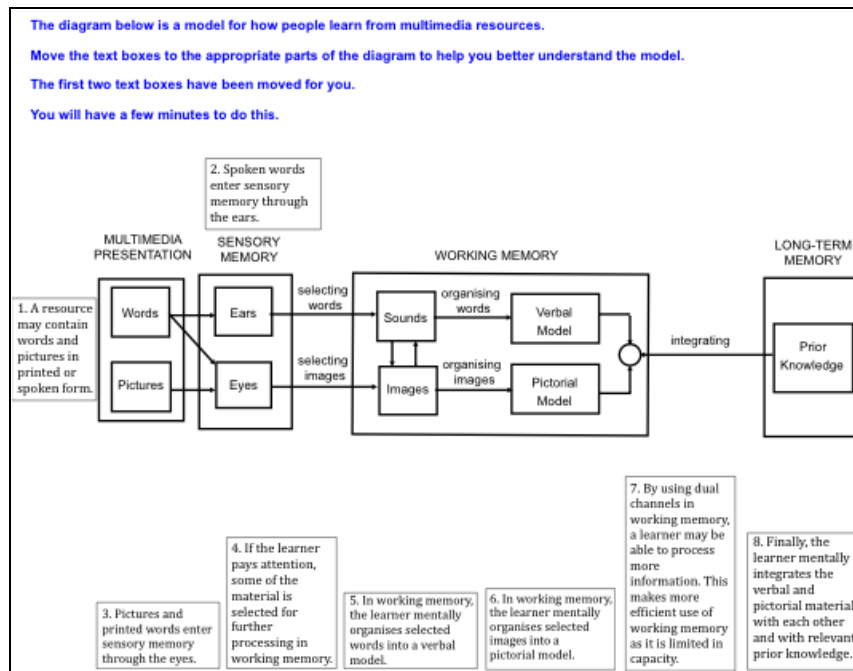 The diagram below is a model for how people learn from multimedia resources.
Move the text boxes to the appropriate parts of the diagram to help you better understand the model.
The first two text boxes have been moved for you.
You will have a few minutes to do this.
2. Spoken words
enter sensory
memory through
the ears.
MULTIMEDIA
PRESENTATION
SENSORY
MEMORY
WORKING MEMORY
LONG-TERM
MEMORY
1. A resource
may contain
words and
pictures in
printed or
spoken form.
Words
Pictures
Ears
Eyes
selecting
words
selecting
images
Sounds
Images
organising
words
organising
images
Verbal
Model
Pictorial
Model
integrating
Prior
Knowledge
3. Pictures and
printed words enter
sensory memory
through the eyes.
4. If the learner
pays attention,
some of the
material is
selected for
further
processing in
working memory.
5. In working memory,
the learner mentally
organises selected
words into a verbal
model.
6. In working memory,
the learner mentally
organises selected
images into a
pictorial model.
7. By using dual
channels in
working memory,
a learner may be
able to process
more
information. This
makes more
efficient use of
working memory
as it is limited in
capacity.
8. Finally, the
learner mentally
integrates the
verbal and
pictorial material
with each other
and with relevant
prior knowledge.